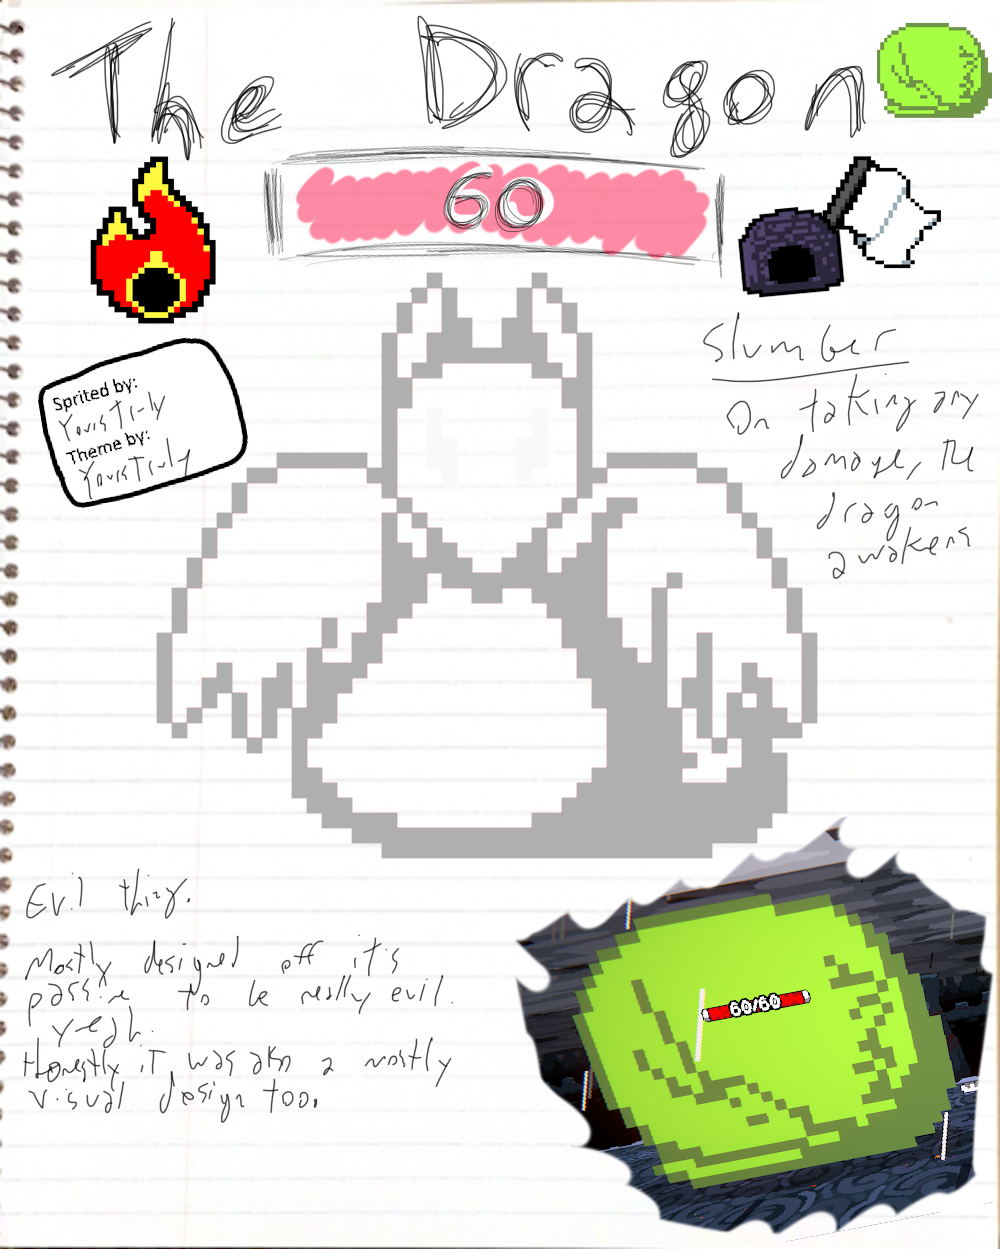 The Dragon
60
Sprited by:
YoursTruly
Theme by:
YoursTruly
Slumber
On taking any
damage, the
dragon
awakens
Evil thing.
Mostly designed off it's
passive to be really evil.
yeah.
Honestly it was also a mostly
visual design too.
60/60